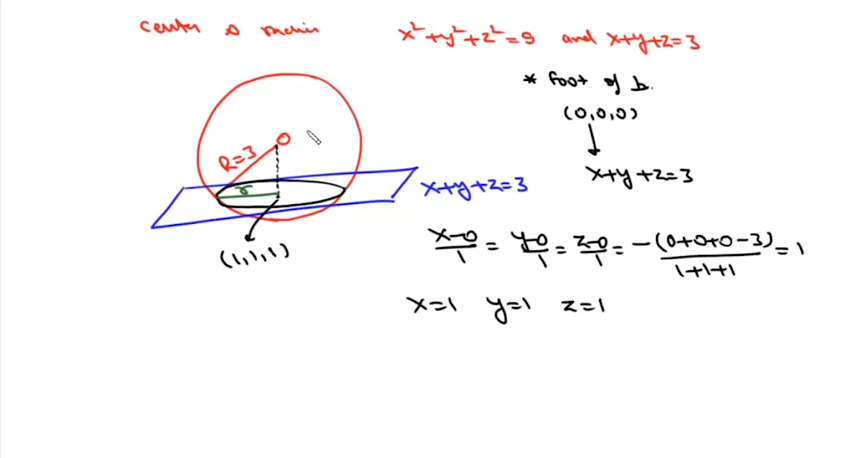 center & radius x²+y²+z²=9 and x+y+z=3
* foot of b.
(0,0,0)
O
R=3
x+y+z=3
r
x+y+z=3
(1,1,1)
x-0/1 = y-0/1 = z-0/1 = -(0+0+0-3)/1+1+1 = 1
x=1 y=1 z=1